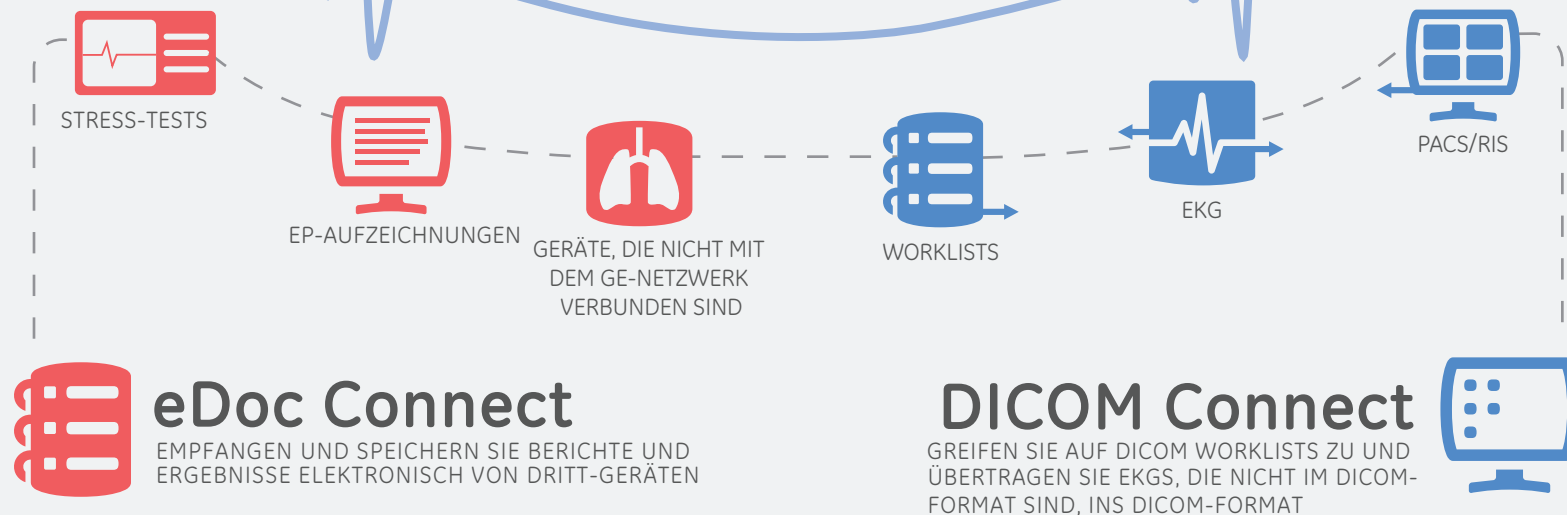 STRESS-TESTS
EP-AUFZEICHNUNGEN
GERÄTE, DIE NICHT MIT
DEM GE-NETZWERK
VERBUNDEN SIND
WORKLISTS
EKG
PACS/RIS
eDoc Connect
EMPFANGEN UND SPEICHERN SIE BERICHTE UND
ERGEBNISSE ELEKTRONISCH VON DRITT-GERÄTEN
DICOM Connect
GREIFEN SIE AUF DICOM WORKLISTS ZU UND
ÜBERTRAGEN SIE EKGS, DIE NICHT IM DICOM-
FORMAT SIND, INS DICOM-FORMAT